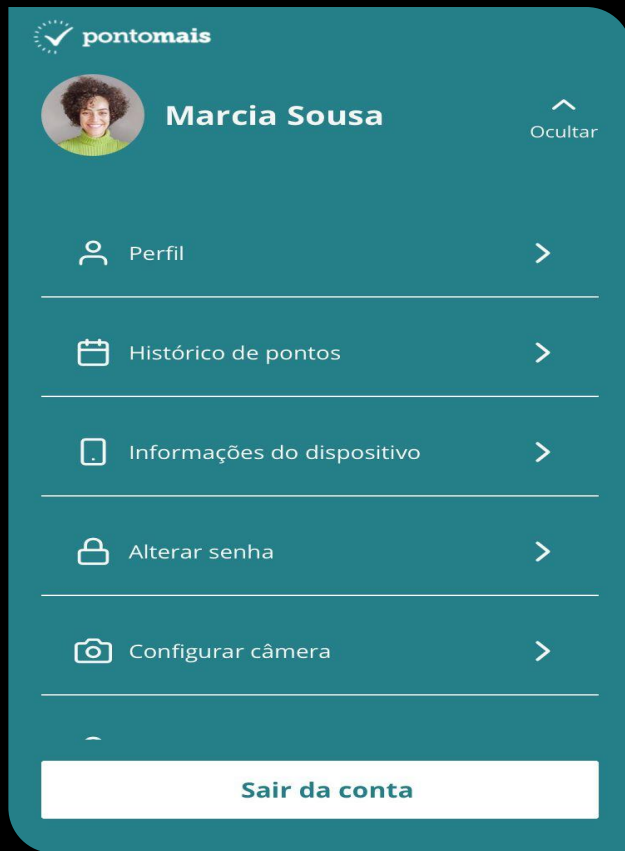 pontomais
Marcia Sousa
Ocultar
Perfil
Histórico de pontos
Informações do dispositivo
Alterar senha
Configurar câmera
Sair da conta